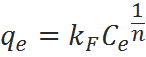 q_e = k_F C_e^{1/n}